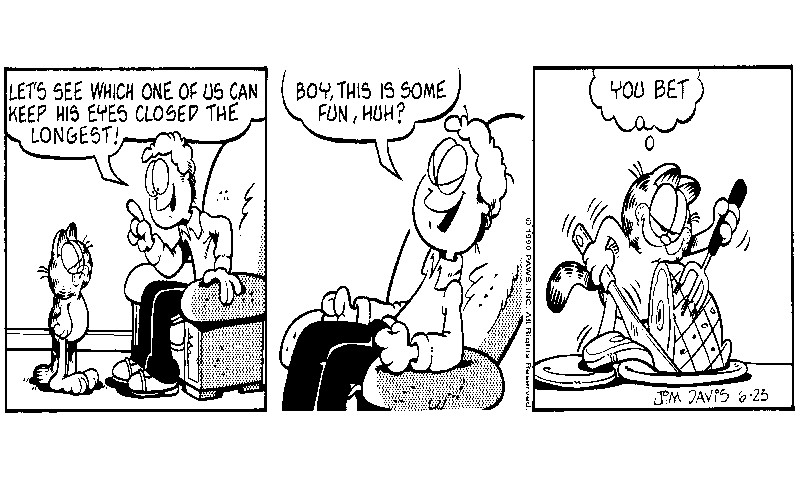 LET'S SEE WHICH ONE OF US CAN
KEEP HIS EYES CLOSED THE
LONGEST!
BOY, THIS IS SOME
FUN, HUH?
© 1990 PAWS, INC. All Rights Reserved.
YOU BET
JIM DAVIS 6-23